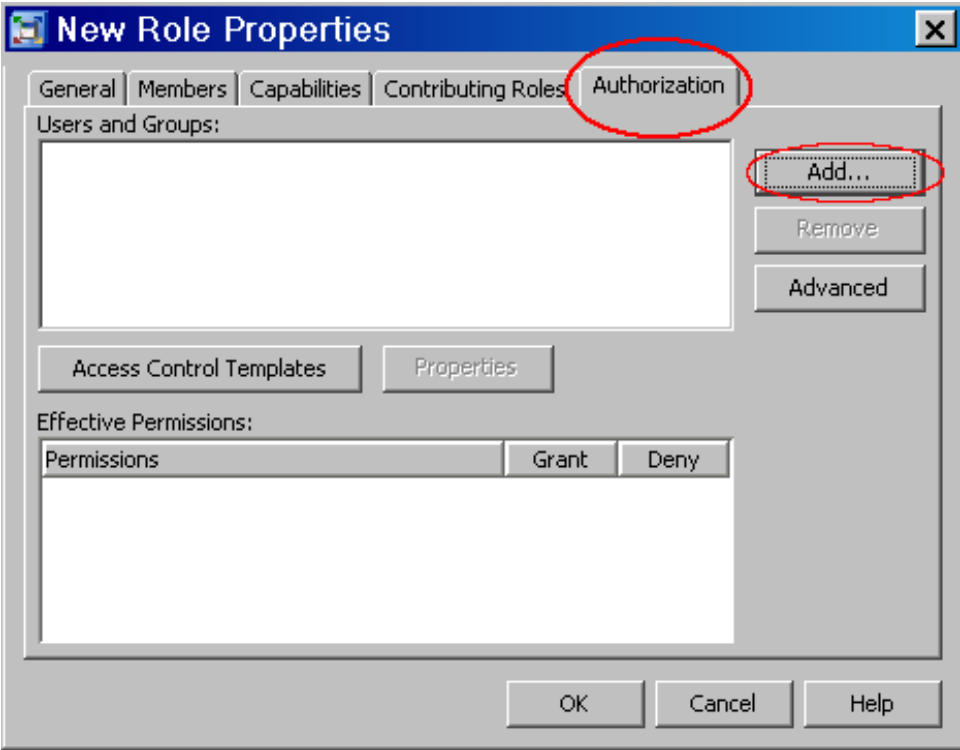 New Role Properties
General Members Capabilities Contributing Roles Authorization
Users and Groups:
Add...
Remove
Advanced
Access Control Templates Properties
Effective Permissions:
Permissions Grant Deny
OK Cancel Help